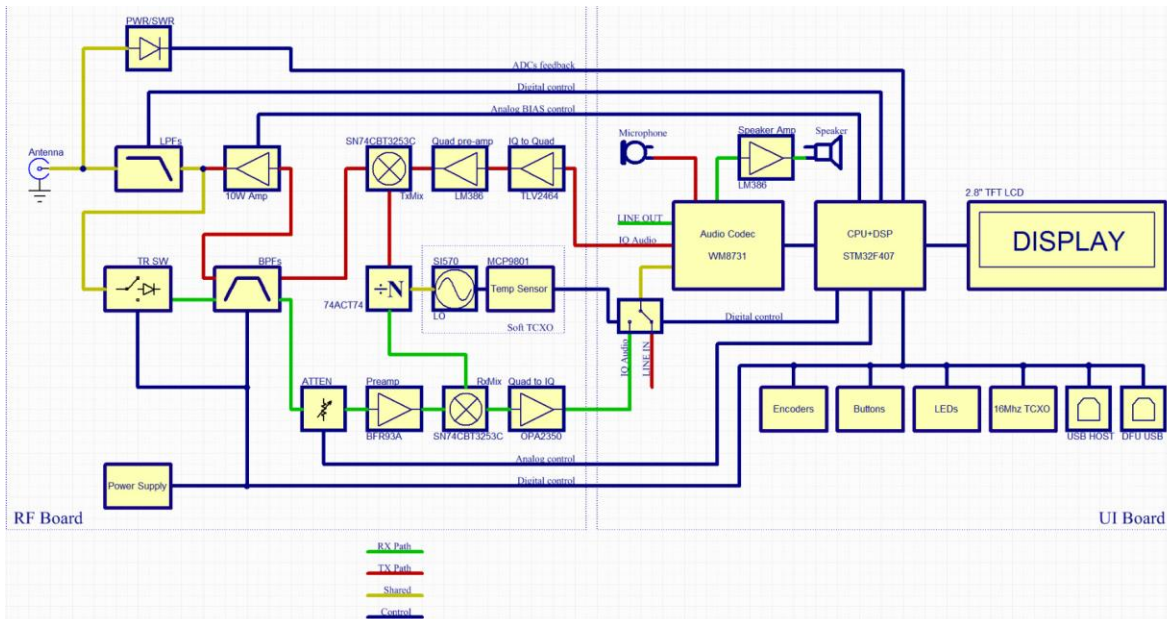 PWR/SWR
ADCs feedback
Digital control
Analog BIAS control
Antenna
LPFs
10W Amp
SN74CBT3253C
TxMix
Quad pre-amp
LM386
IQ to Quad
TLV2464
Microphone
Speaker Amp
LM386
Speaker
2.8" TFT LCD
LINE OUT
IQ Audio
Audio Codec
WM8731
CPU+DSP
STM32F407
DISPLAY
TR SW
BPFs
÷N
74ACT74
SI570
LO
MCP9801
Temp Sensor
Soft TCXO
Digital control
IQ Audio
LINE IN
ATTEN
Preamp
BFR93A
RxMix
SN74CBT3253C
Quad to IQ
OPA2350
Encoders
Buttons
LEDs
16Mhz TCXO
USB HOST
DFU USB
Analog control
Digital control
Power Supply
RF Board
UI Board
RX Path
TX Path
Shared
Control